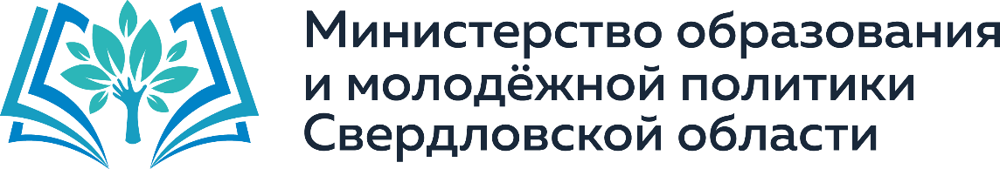 Министерство образования
и молодёжной политики
Свердловской области